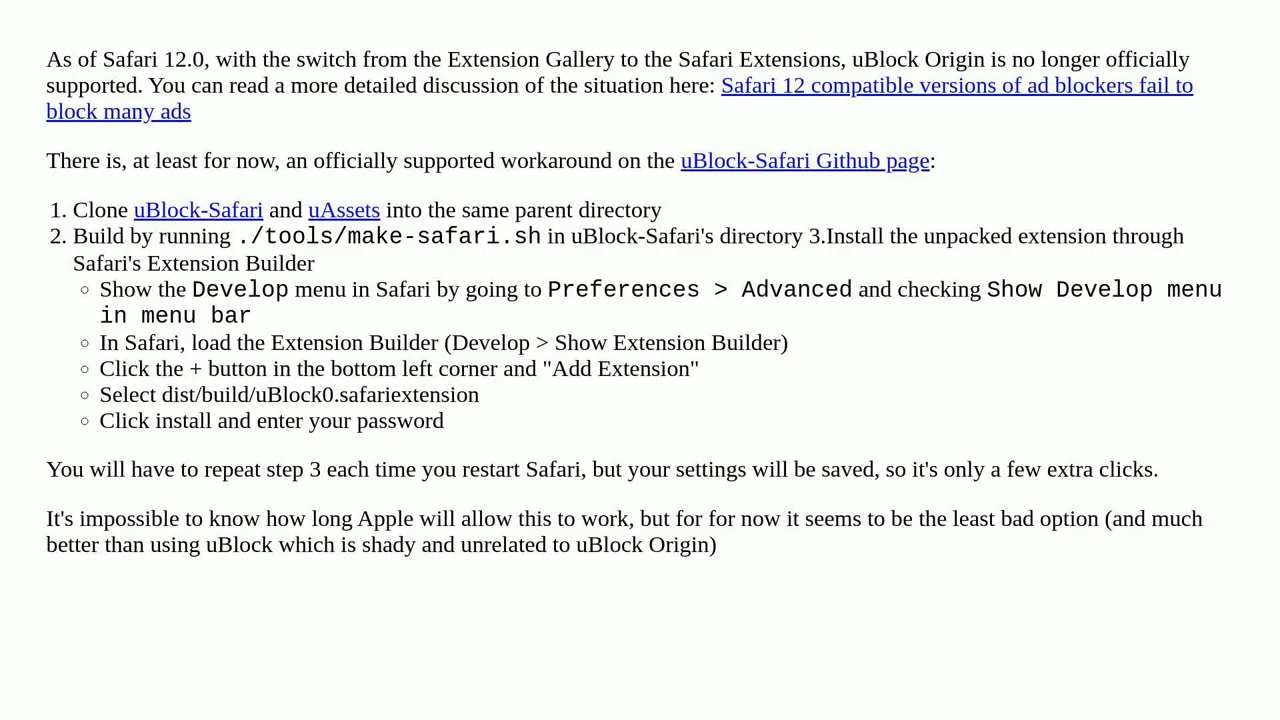 As of Safari 12.0, with the switch from the Extension Gallery to the Safari Extensions, uBlock Origin is no longer officially
supported. You can read a more detailed discussion of the situation here: Safari 12 compatible versions of ad blockers fail to
block many ads
There is, at least for now, an officially supported workaround on the uBlock-Safari Github page:
1. Clone uBlock-Safari and uAssets into the same parent directory
2. Build by running ./tools/make-safari.sh in uBlock-Safari's directory 3.Install the unpacked extension through
Safari's Extension Builder
◦ Show the Develop menu in Safari by going to Preferences > Advanced and checking Show Develop menu
in menu bar
◦ In Safari, load the Extension Builder (Develop > Show Extension Builder)
◦ Click the + button in the bottom left corner and "Add Extension"
◦ Select dist/build/uBlock0.safariextension
◦ Click install and enter your password
You will have to repeat step 3 each time you restart Safari, but your settings will be saved, so it's only a few extra clicks.
It's impossible to know how long Apple will allow this to work, but for for now it seems to be the least bad option (and much
better than using uBlock which is shady and unrelated to uBlock Origin)